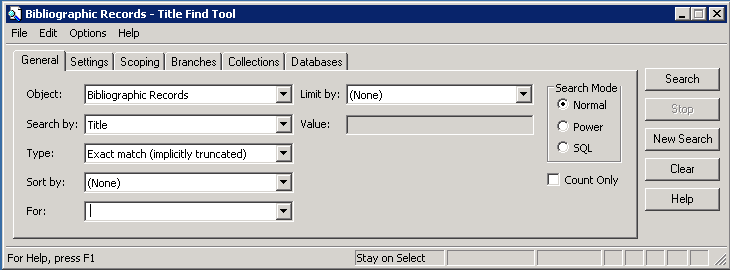 Bibliographic Records - Title Find Tool
File Edit Options Help
General Settings Scoping Branches Collections Databases
Object: Bibliographic Records Limit by: (None) Search Mode Search
Normal
Search by: Title Value: Power Stop
Type: Exact match (implicitly truncated) SQL New Search
Sort by: (None) Count Only Clear
For: Help
For Help, press F1 Stay on Select